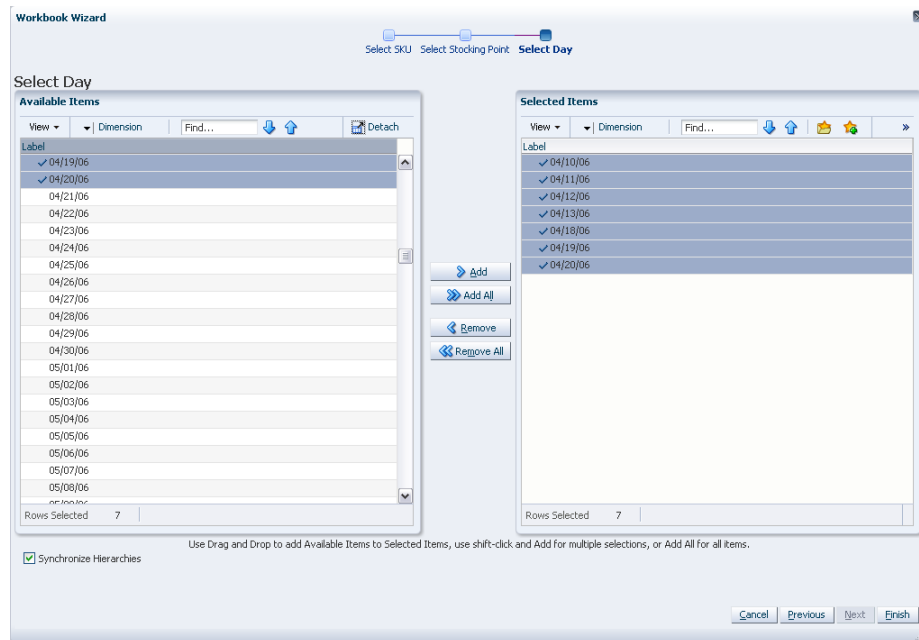 Workbook Wizard
Select SKU Select Stocking Point Select Day
Select Day
Available Items
View Dimension Find... Detach
Label
04/19/06
04/20/06
04/21/06
04/22/06
04/23/06
04/24/06
04/25/06
04/26/06
04/27/06
04/28/06
04/29/06
04/30/06
05/01/06
05/02/06
05/03/06
05/04/06
05/05/06
05/06/06
05/07/06
05/08/06
Rows Selected 7
Add
Add All
Remove
Remove All
Selected Items
View Dimension Find... »
Label
04/10/06
04/11/06
04/12/06
04/13/06
04/18/06
04/19/06
04/20/06
Rows Selected 7
Use Drag and Drop to add Available Items to Selected Items, use shift-click and Add for multiple selections, or Add All for all items.
Synchronize Hierarchies
Cancel Previous Next Finish